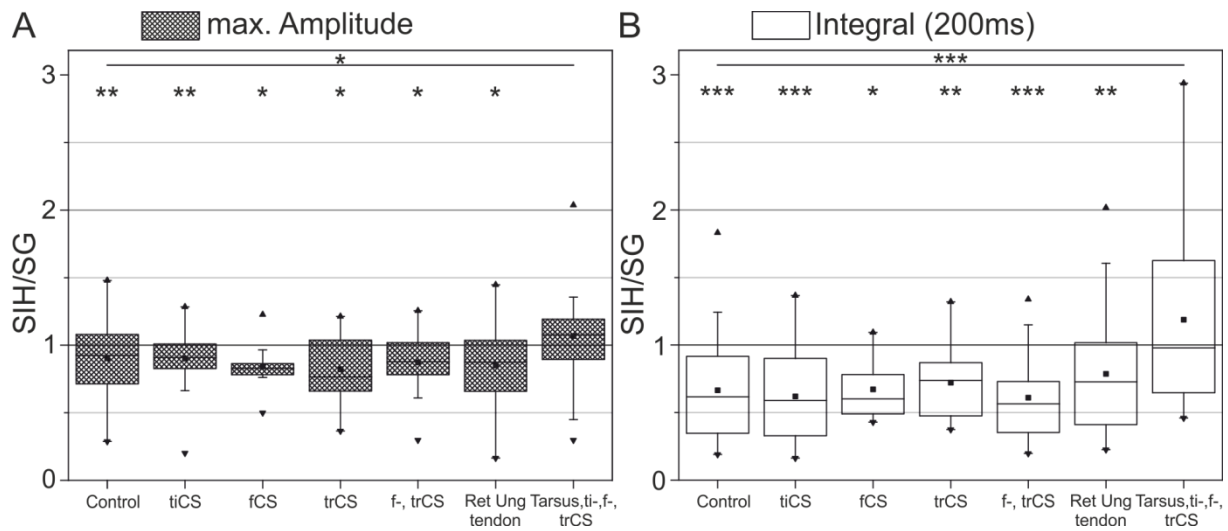 A max. Amplitude
B Integral (200ms)
*
***
3
** ** * * * *
3
*** *** * ** *** **
2
2
SIH/SG
SIH/SG
1
1
0
0
Control tiCS fCS trCS f-, trCS Ret Ung tendon Tarsus,ti-,f-, trCS
Control tiCS fCS trCS f-, trCS Ret Ung tendon Tarsus,ti-,f-, trCS